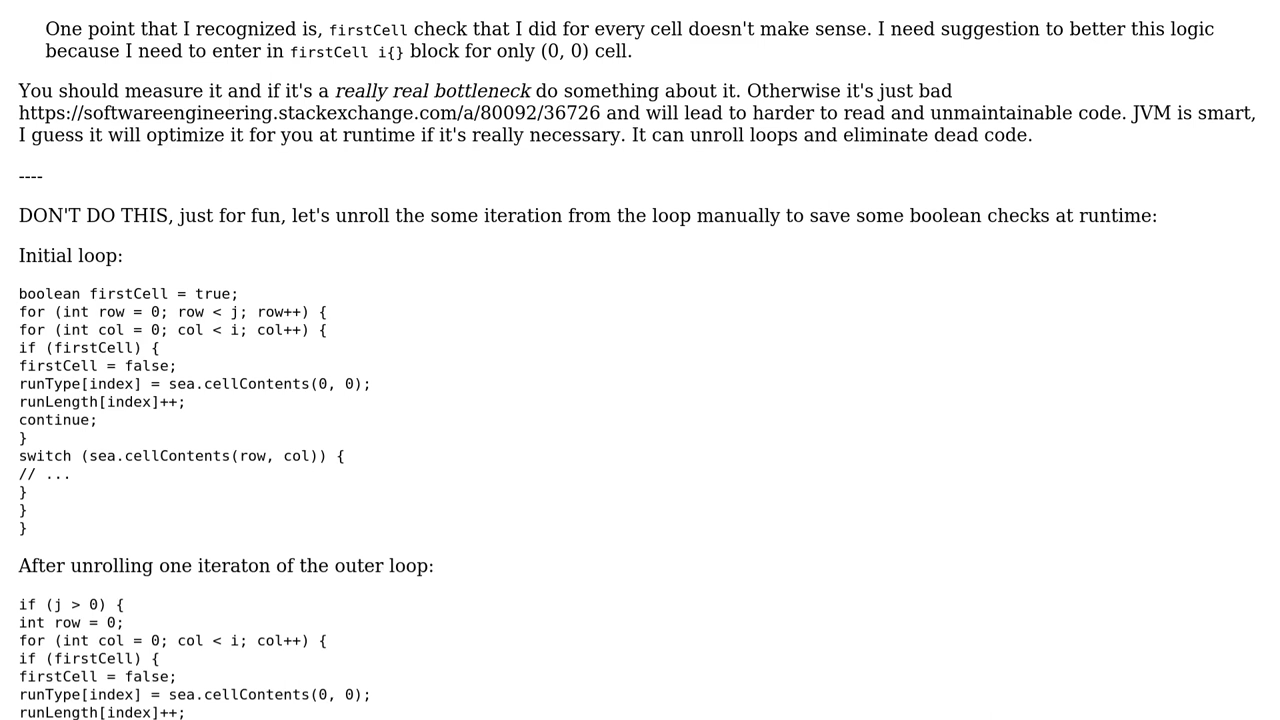 One point that I recognized is, firstCell check that I did for every cell doesn't make sense. I need suggestion to better this logic
because I need to enter in firstCell i{} block for only (0, 0) cell.
You should measure it and if it's a really real bottleneck do something about it. Otherwise it's just bad
https://softwareengineering.stackexchange.com/a/80092/36726 and will lead to harder to read and unmaintainable code. JVM is smart,
I guess it will optimize it for you at runtime if it's really necessary. It can unroll loops and eliminate dead code.
----
DON'T DO THIS, just for fun, let's unroll the some iteration from the loop manually to save some boolean checks at runtime:
Initial loop:
boolean firstCell = true;
for (int row = 0; row < j; row++) {
for (int col = 0; col < i; col++) {
if (firstCell) {
firstCell = false;
runType[index] = sea.cellContents(0, 0);
runLength[index]++;
continue;
}
switch (sea.cellContents(row, col)) {
// ...
}
}
}
After unrolling one iteraton of the outer loop:
if (j > 0) {
int row = 0;
for (int col = 0; col < i; col++) {
if (firstCell) {
firstCell = false;
runType[index] = sea.cellContents(0, 0);
runLength[index]++;